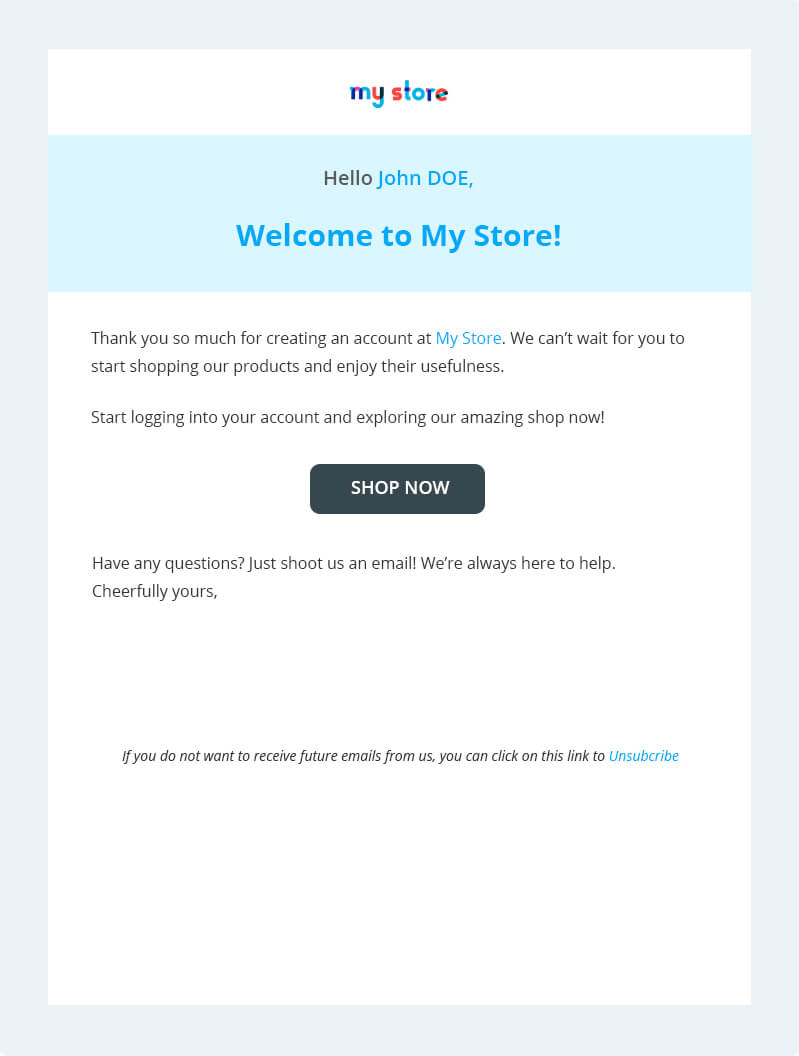 my store
Hello John DOE,
Welcome to My Store!
Thank you so much for creating an account at My Store. We can’t wait for you to
start shopping our products and enjoy their usefulness.
Start logging into your account and exploring our amazing shop now!
SHOP NOW
Have any questions? Just shoot us an email! We’re always here to help.
Cheerfully yours,
If you do not want to receive future emails from us, you can click on this link to Unsubcribe